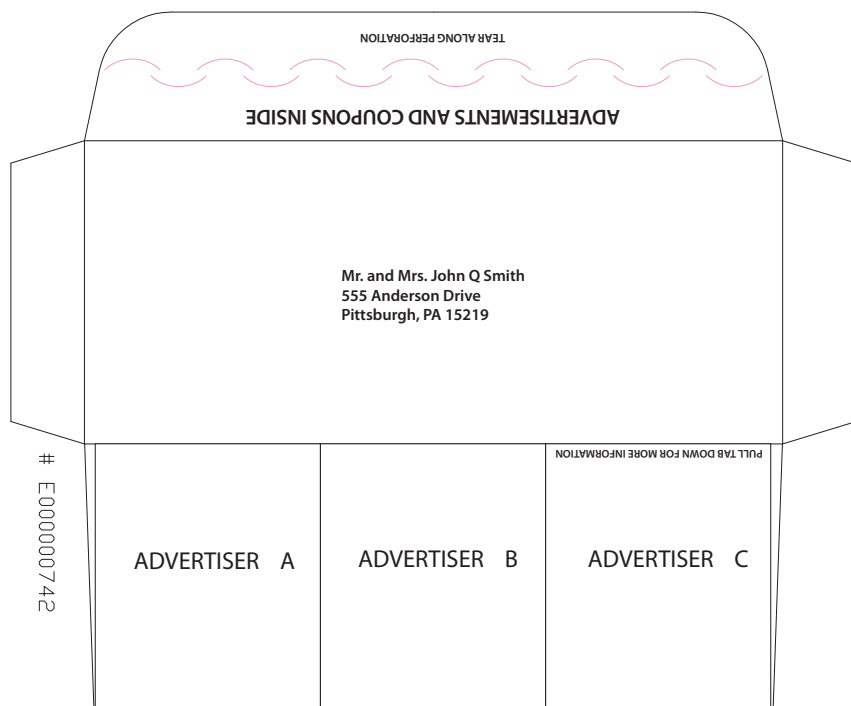 TEAR ALONG PERFORATION
ADVERTISEMENTS AND COUPONS INSIDE
Mr. and Mrs. John Q Smith
555 Anderson Drive
Pittsburgh, PA 15219
PULL TAB DOWN FOR MORE INFORMATION
ADVERTISER A
ADVERTISER B
ADVERTISER C
# E000000742